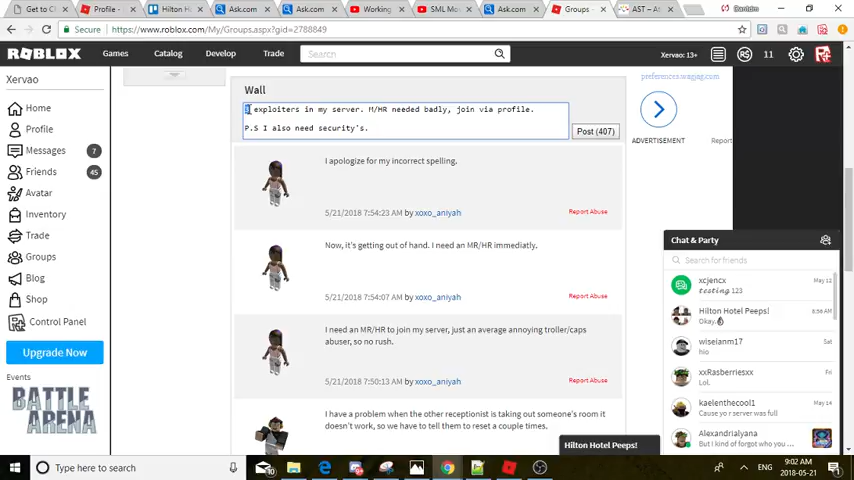 Get to C
Profile -
Hilton H
Ask.com
Ask.com
Working
SML Mo
Ask.com
Groups -
AST – A
https://www.roblox.com/My/Groups.aspx?gid=2788849
ROBLOX
Games
Catalog
Develop
Trade
Search
Xervao: 13+
11
Xervao
Home
Profile
Messages
7
Friends
45
Avatar
Inventory
Trade
Groups
Blog
Shop
Control Panel
Upgrade Now
Events
BATTLE
ARENA
Wall
exploiters in my server. M/HR needed badly, join via profile.
P.S I also need security's.
Post (407)
I apologize for my incorrect spelling.
5/21/2018 7:54:23 AM by xoxo_aniyah
Report Abuse
Now, it's getting out of hand. I need an MR/HR immediatly.
5/21/2018 7:54:07 AM by xoxo_aniyah
Report Abuse
I need an MR/HR to join my server, just an average annoying troller/caps
abuser, so no rush.
5/21/2018 7:50:13 AM by xoxo_aniyah
Report Abuse
I have a problem when the other receptionist is taking out someone's room it
doesn't work, so we have to tell them to reset a couple times.
preferences.wagjag.com
ADVERTISEMENT
Report
Chat & Party
Search for friends
xcjencx
May 12
testing 123
Hilton Hotel Peeps!
8:56 AM
Okay.
wiseianm17
Sat
hio
xxRasberriesxx
Fri
Lol.
kaelenthecool1
May 14
Cause yo r server was full
Alexandrialyana
And I kind of forgot who you ...
Hilton Hotel Peeps!
Type here to search
ENG
9:02 AM
2018-05-21